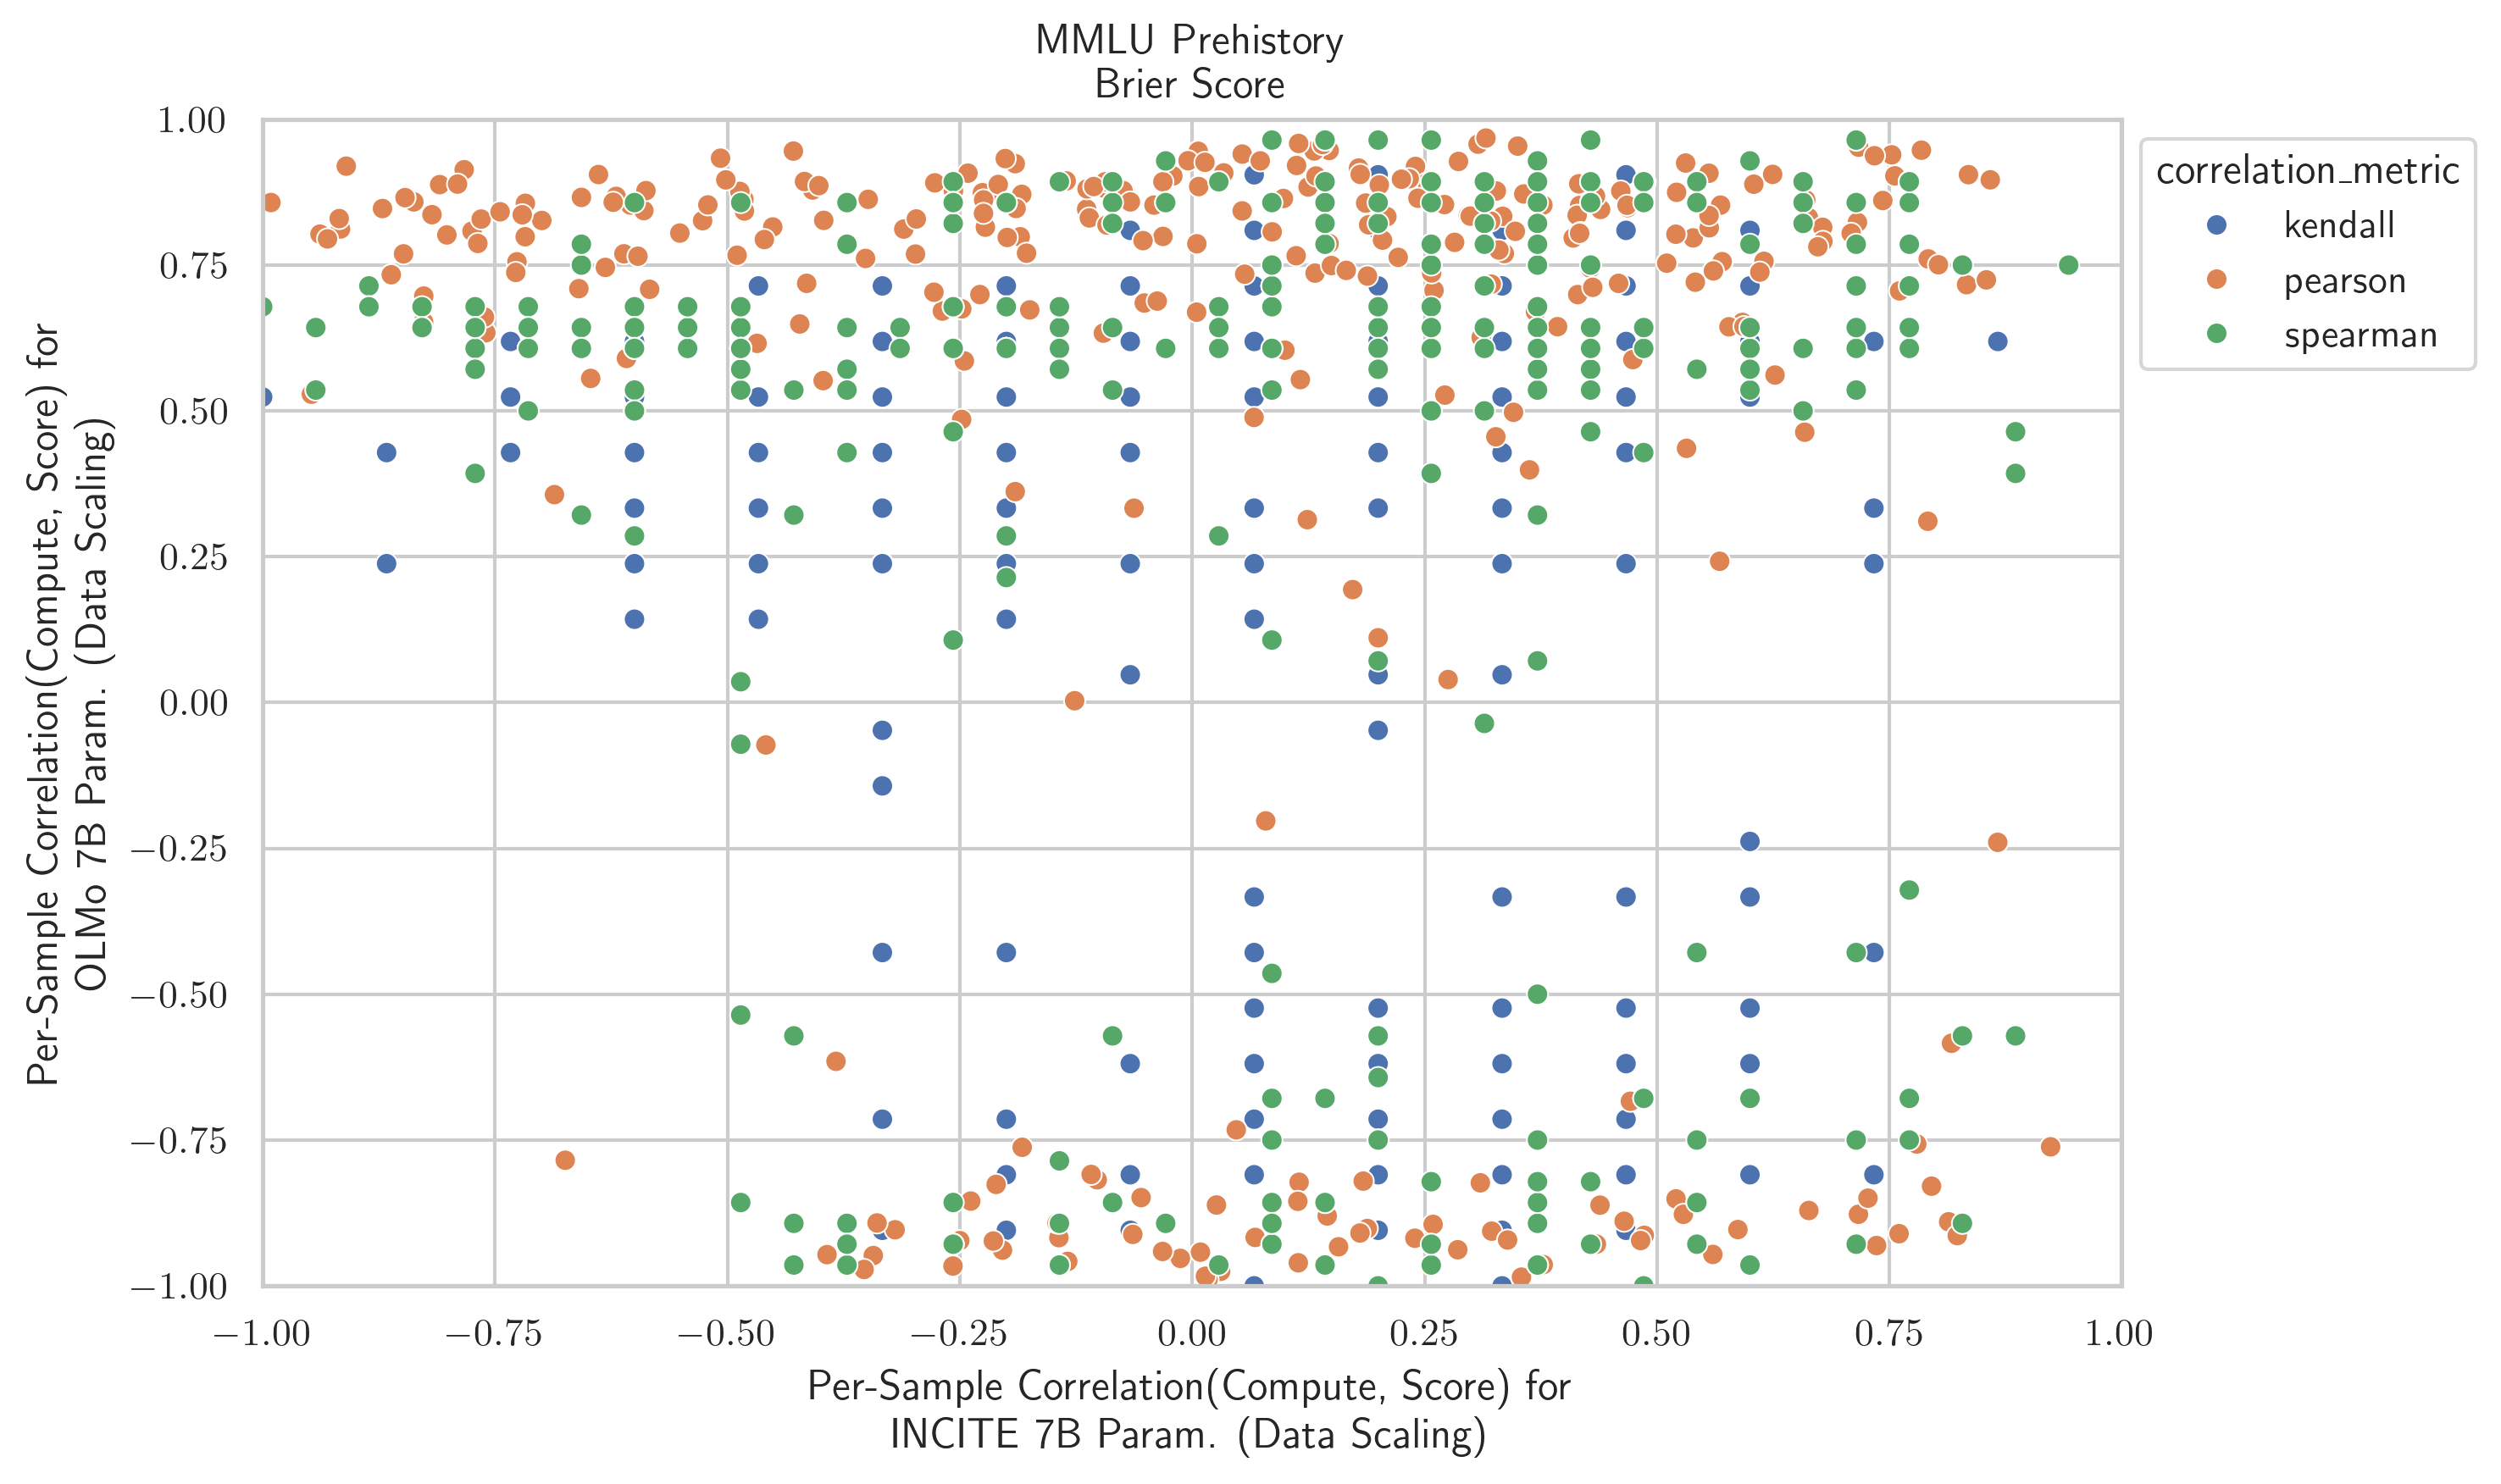 MMLU Prehistory
Brier Score
Per-Sample Correlation(Compute, Score) for
OLMo 7B Param. (Data Scaling)
1.00
0.75
0.50
0.25
0.00
−0.25
−0.50
−0.75
−1.00
−1.00 −0.75 −0.50 −0.25 0.00 0.25 0.50 0.75 1.00
Per-Sample Correlation(Compute, Score) for
INCITE 7B Param. (Data Scaling)
correlation_metric
kendall
pearson
spearman